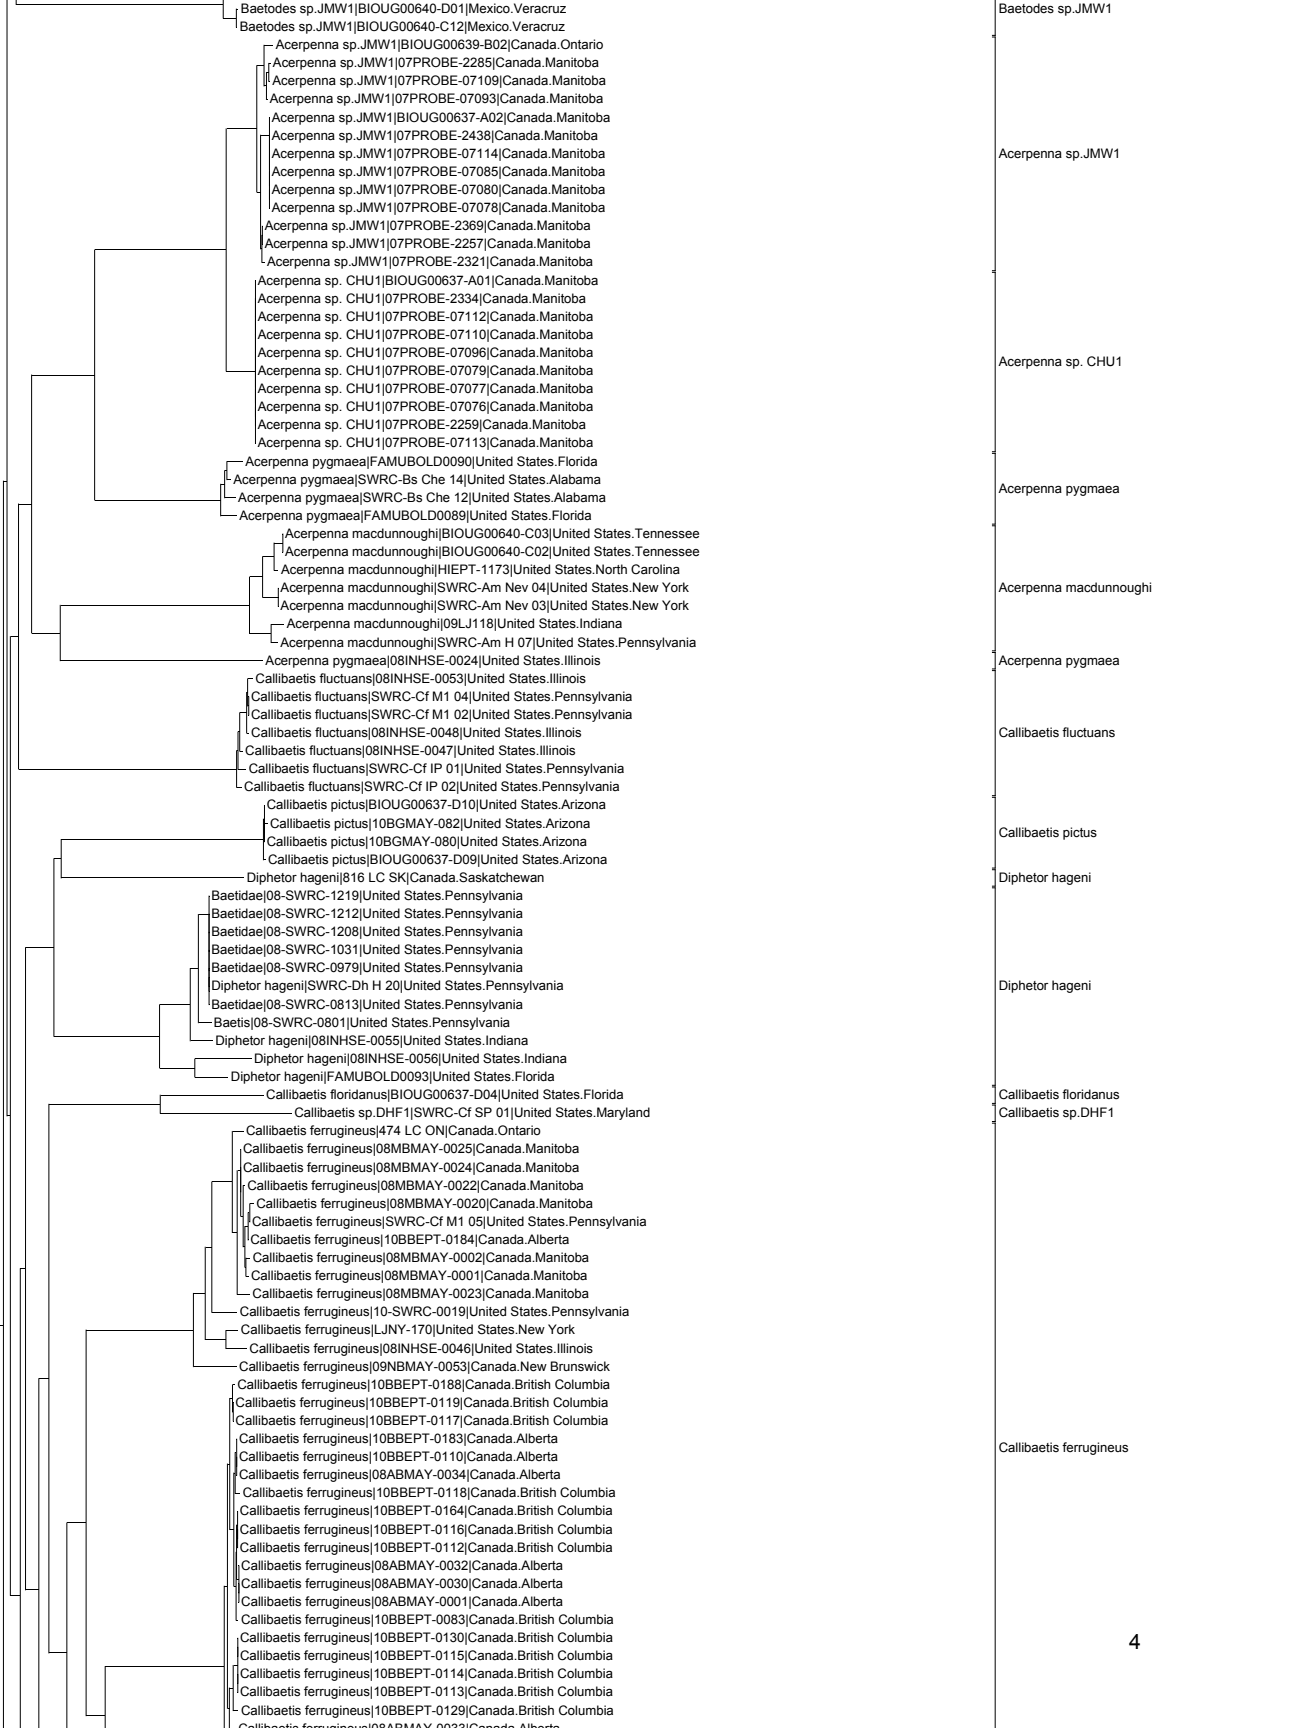 Baetodes sp.JMW1|BIOUG00640-D01|Mexico.Veracruz
Baetodes sp.JMW1
Baetodes sp.JMW1|BIOUG00640-C12|Mexico.Veracruz
Acerpenna sp.JMW1|BIOUG00639-B02|Canada.Ontario
Acerpenna sp.JMW1|07PROBE-2285|Canada.Manitoba
Acerpenna sp.JMW1|07PROBE-07109|Canada.Manitoba
Acerpenna sp.JMW1|07PROBE-07093|Canada.Manitoba
Acerpenna sp.JMW1|BIOUG00637-A02|Canada.Manitoba
Acerpenna sp.JMW1|07PROBE-2438|Canada.Manitoba
Acerpenna sp.JMW1|07PROBE-07114|Canada.Manitoba
Acerpenna sp.JMW1
Acerpenna sp.JMW1|07PROBE-07085|Canada.Manitoba
Acerpenna sp.JMW1|07PROBE-07080|Canada.Manitoba
Acerpenna sp.JMW1|07PROBE-07078|Canada.Manitoba
Acerpenna sp.JMW1|07PROBE-2369|Canada.Manitoba
Acerpenna sp.JMW1|07PROBE-2257|Canada.Manitoba
Acerpenna sp.JMW1|07PROBE-2321|Canada.Manitoba
Acerpenna sp. CHU1|BIOUG00637-A01|Canada.Manitoba
Acerpenna sp. CHU1|07PROBE-2334|Canada.Manitoba
Acerpenna sp. CHU1|07PROBE-07112|Canada.Manitoba
Acerpenna sp. CHU1|07PROBE-07110|Canada.Manitoba
Acerpenna sp. CHU1|07PROBE-07096|Canada.Manitoba
Acerpenna sp. CHU1
Acerpenna sp. CHU1|07PROBE-07079|Canada.Manitoba
Acerpenna sp. CHU1|07PROBE-07077|Canada.Manitoba
Acerpenna sp. CHU1|07PROBE-07076|Canada.Manitoba
Acerpenna sp. CHU1|07PROBE-2259|Canada.Manitoba
Acerpenna sp. CHU1|07PROBE-07113|Canada.Manitoba
Acerpenna pygmaea|FAMUBOLD0090|United States.Florida
Acerpenna pygmaea|SWRC-Bs Che 14|United States.Alabama
Acerpenna pygmaea
Acerpenna pygmaea|SWRC-Bs Che 12|United States.Alabama
Acerpenna pygmaea|FAMUBOLD0089|United States.Florida
Acerpenna macdunnoughi|BIOUG00640-C03|United States.Tennessee
Acerpenna macdunnoughi|BIOUG00640-C02|United States.Tennessee
Acerpenna macdunnoughi|HIEPT-1173|United States.North Carolina
Acerpenna macdunnoughi|SWRC-Am Nev 04|United States.New York
Acerpenna macdunnoughi
Acerpenna macdunnoughi|SWRC-Am Nev 03|United States.New York
Acerpenna macdunnoughi|09LJ118|United States.Indiana
Acerpenna macdunnoughi|SWRC-Am H 07|United States.Pennsylvania
Acerpenna pygmaea|08INHSE-0024|United States.Illinois
Acerpenna pygmaea
Callibaetis fluctuans|08INHSE-0053|United States.Illinois
Callibaetis fluctuans|SWRC-Cf M1 04|United States.Pennsylvania
Callibaetis fluctuans|SWRC-Cf M1 02|United States.Pennsylvania
Callibaetis fluctuans|08INHSE-0048|United States.Illinois
Callibaetis fluctuans
Callibaetis fluctuans|08INHSE-0047|United States.Illinois
Callibaetis fluctuans|SWRC-Cf IP 01|United States.Pennsylvania
Callibaetis fluctuans|SWRC-Cf IP 02|United States.Pennsylvania
Callibaetis pictus|BIOUG00637-D10|United States.Arizona
Callibaetis pictus|10BGMAY-082|United States.Arizona
Callibaetis pictus
Callibaetis pictus|10BGMAY-080|United States.Arizona
Callibaetis pictus|BIOUG00637-D09|United States.Arizona
Diphetor hageni|816 LC SK|Canada.Saskatchewan
Diphetor hageni
Baetidae|08-SWRC-1219|United States.Pennsylvania
Baetidae|08-SWRC-1212|United States.Pennsylvania
Baetidae|08-SWRC-1208|United States.Pennsylvania
Baetidae|08-SWRC-1031|United States.Pennsylvania
Baetidae|08-SWRC-0979|United States.Pennsylvania
Diphetor hageni|SWRC-Dh H 20|United States.Pennsylvania
Diphetor hageni
Baetidae|08-SWRC-0813|United States.Pennsylvania
Baetis|08-SWRC-0801|United States.Pennsylvania
Diphetor hageni|08INHSE-0055|United States.Indiana
Diphetor hageni|08INHSE-0056|United States.Indiana
Diphetor hageni|FAMUBOLD0093|United States.Florida
Callibaetis floridanus|BIOUG00637-D04|United States.Florida
Callibaetis floridanus
Callibaetis sp.DHF1|SWRC-Cf SP 01|United States.Maryland
Callibaetis sp.DHF1
Callibaetis ferrugineus|474 LC ON|Canada.Ontario
Callibaetis ferrugineus|08MBMAY-0025|Canada.Manitoba
Callibaetis ferrugineus|08MBMAY-0024|Canada.Manitoba
Callibaetis ferrugineus|08MBMAY-0022|Canada.Manitoba
Callibaetis ferrugineus|08MBMAY-0020|Canada.Manitoba
Callibaetis ferrugineus|SWRC-Cf M1 05|United States.Pennsylvania
Callibaetis ferrugineus|10BBEPT-0184|Canada.Alberta
Callibaetis ferrugineus|08MBMAY-0002|Canada.Manitoba
Callibaetis ferrugineus|08MBMAY-0001|Canada.Manitoba
Callibaetis ferrugineus|08MBMAY-0023|Canada.Manitoba
Callibaetis ferrugineus|10-SWRC-0019|United States.Pennsylvania
Callibaetis ferrugineus|LJNY-170|United States.New York
Callibaetis ferrugineus|08INHSE-0046|United States.Illinois
Callibaetis ferrugineus|09NBMAY-0053|Canada.New Brunswick
Callibaetis ferrugineus|10BBEPT-0188|Canada.British Columbia
Callibaetis ferrugineus|10BBEPT-0119|Canada.British Columbia
Callibaetis ferrugineus|10BBEPT-0117|Canada.British Columbia
Callibaetis ferrugineus|10BBEPT-0183|Canada.Alberta
Callibaetis ferrugineus
Callibaetis ferrugineus|10BBEPT-0110|Canada.Alberta
Callibaetis ferrugineus|08ABMAY-0034|Canada.Alberta
Callibaetis ferrugineus|10BBEPT-0118|Canada.British Columbia
Callibaetis ferrugineus|10BBEPT-0164|Canada.British Columbia
Callibaetis ferrugineus|10BBEPT-0116|Canada.British Columbia
Callibaetis ferrugineus|10BBEPT-0112|Canada.British Columbia
Callibaetis ferrugineus|08ABMAY-0032|Canada.Alberta
Callibaetis ferrugineus|08ABMAY-0030|Canada.Alberta
Callibaetis ferrugineus|08ABMAY-0001|Canada.Alberta
Callibaetis ferrugineus|10BBEPT-0083|Canada.British Columbia
Callibaetis ferrugineus|10BBEPT-0130|Canada.British Columbia
4
Callibaetis ferrugineus|10BBEPT-0115|Canada.British Columbia
Callibaetis ferrugineus|10BBEPT-0114|Canada.British Columbia
Callibaetis ferrugineus|10BBEPT-0113|Canada.British Columbia
Callibaetis ferrugineus|10BBEPT-0129|Canada.British Columbia
Callibaetis ferrugineus|08ABMAY-0033|Canada.Alberta